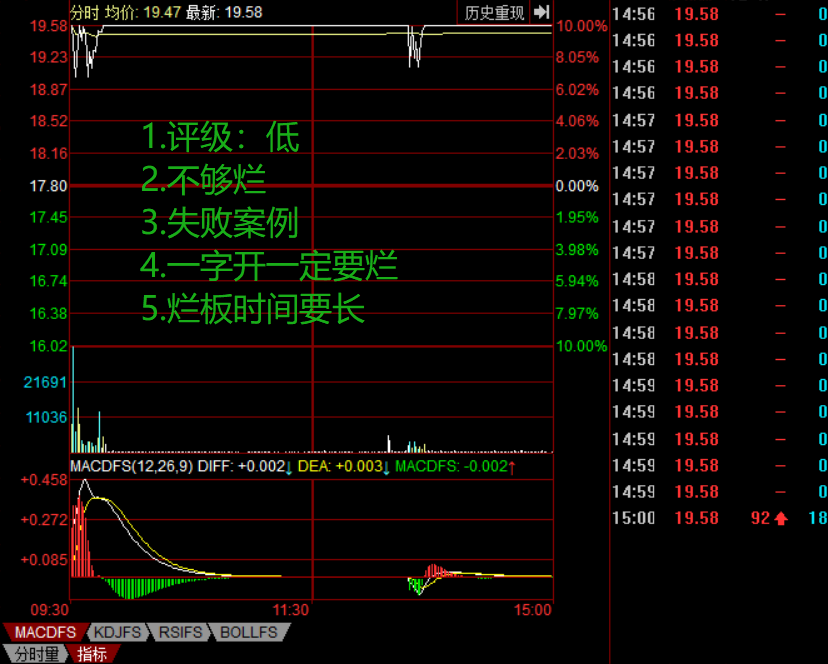 分时 均价: 19.47 最新: 19.58 历史重现
19.58 10.00%
19.23 8.05%
18.87 6.02%
18.52 4.06%
18.16 2.03%
17.80 0.00%
17.45 1.95%
17.09 3.98%
16.74 5.94%
16.38 7.97%
16.02 10.00%
1.评级：低
2.不够烂
3.失败案例
4.一字开一定要烂
5.烂板时间要长
21691
11036
MACDFS(12,26,9) DIFF: +0.002↓ DEA: +0.003↓ MACDFS: -0.002↑
+0.458
+0.272
+0.085
09:30 11:30 15:00
MACDFS KDJFS RSIFS BOLLFS
分时量 指标
14:56 19.58 – 0
14:56 19.58 – 0
14:56 19.58 – 0
14:56 19.58 – 0
14:57 19.58 – 0
14:57 19.58 – 0
14:57 19.58 – 0
14:57 19.58 – 0
14:57 19.58 – 0
14:57 19.58 – 0
14:58 19.58 – 0
14:58 19.58 – 0
14:58 19.58 – 0
14:58 19.58 – 0
14:59 19.58 – 0
14:59 19.58 – 0
14:59 19.58 – 0
14:59 19.58 – 0
14:59 19.58 – 0
15:00 19.58 92↑ 18